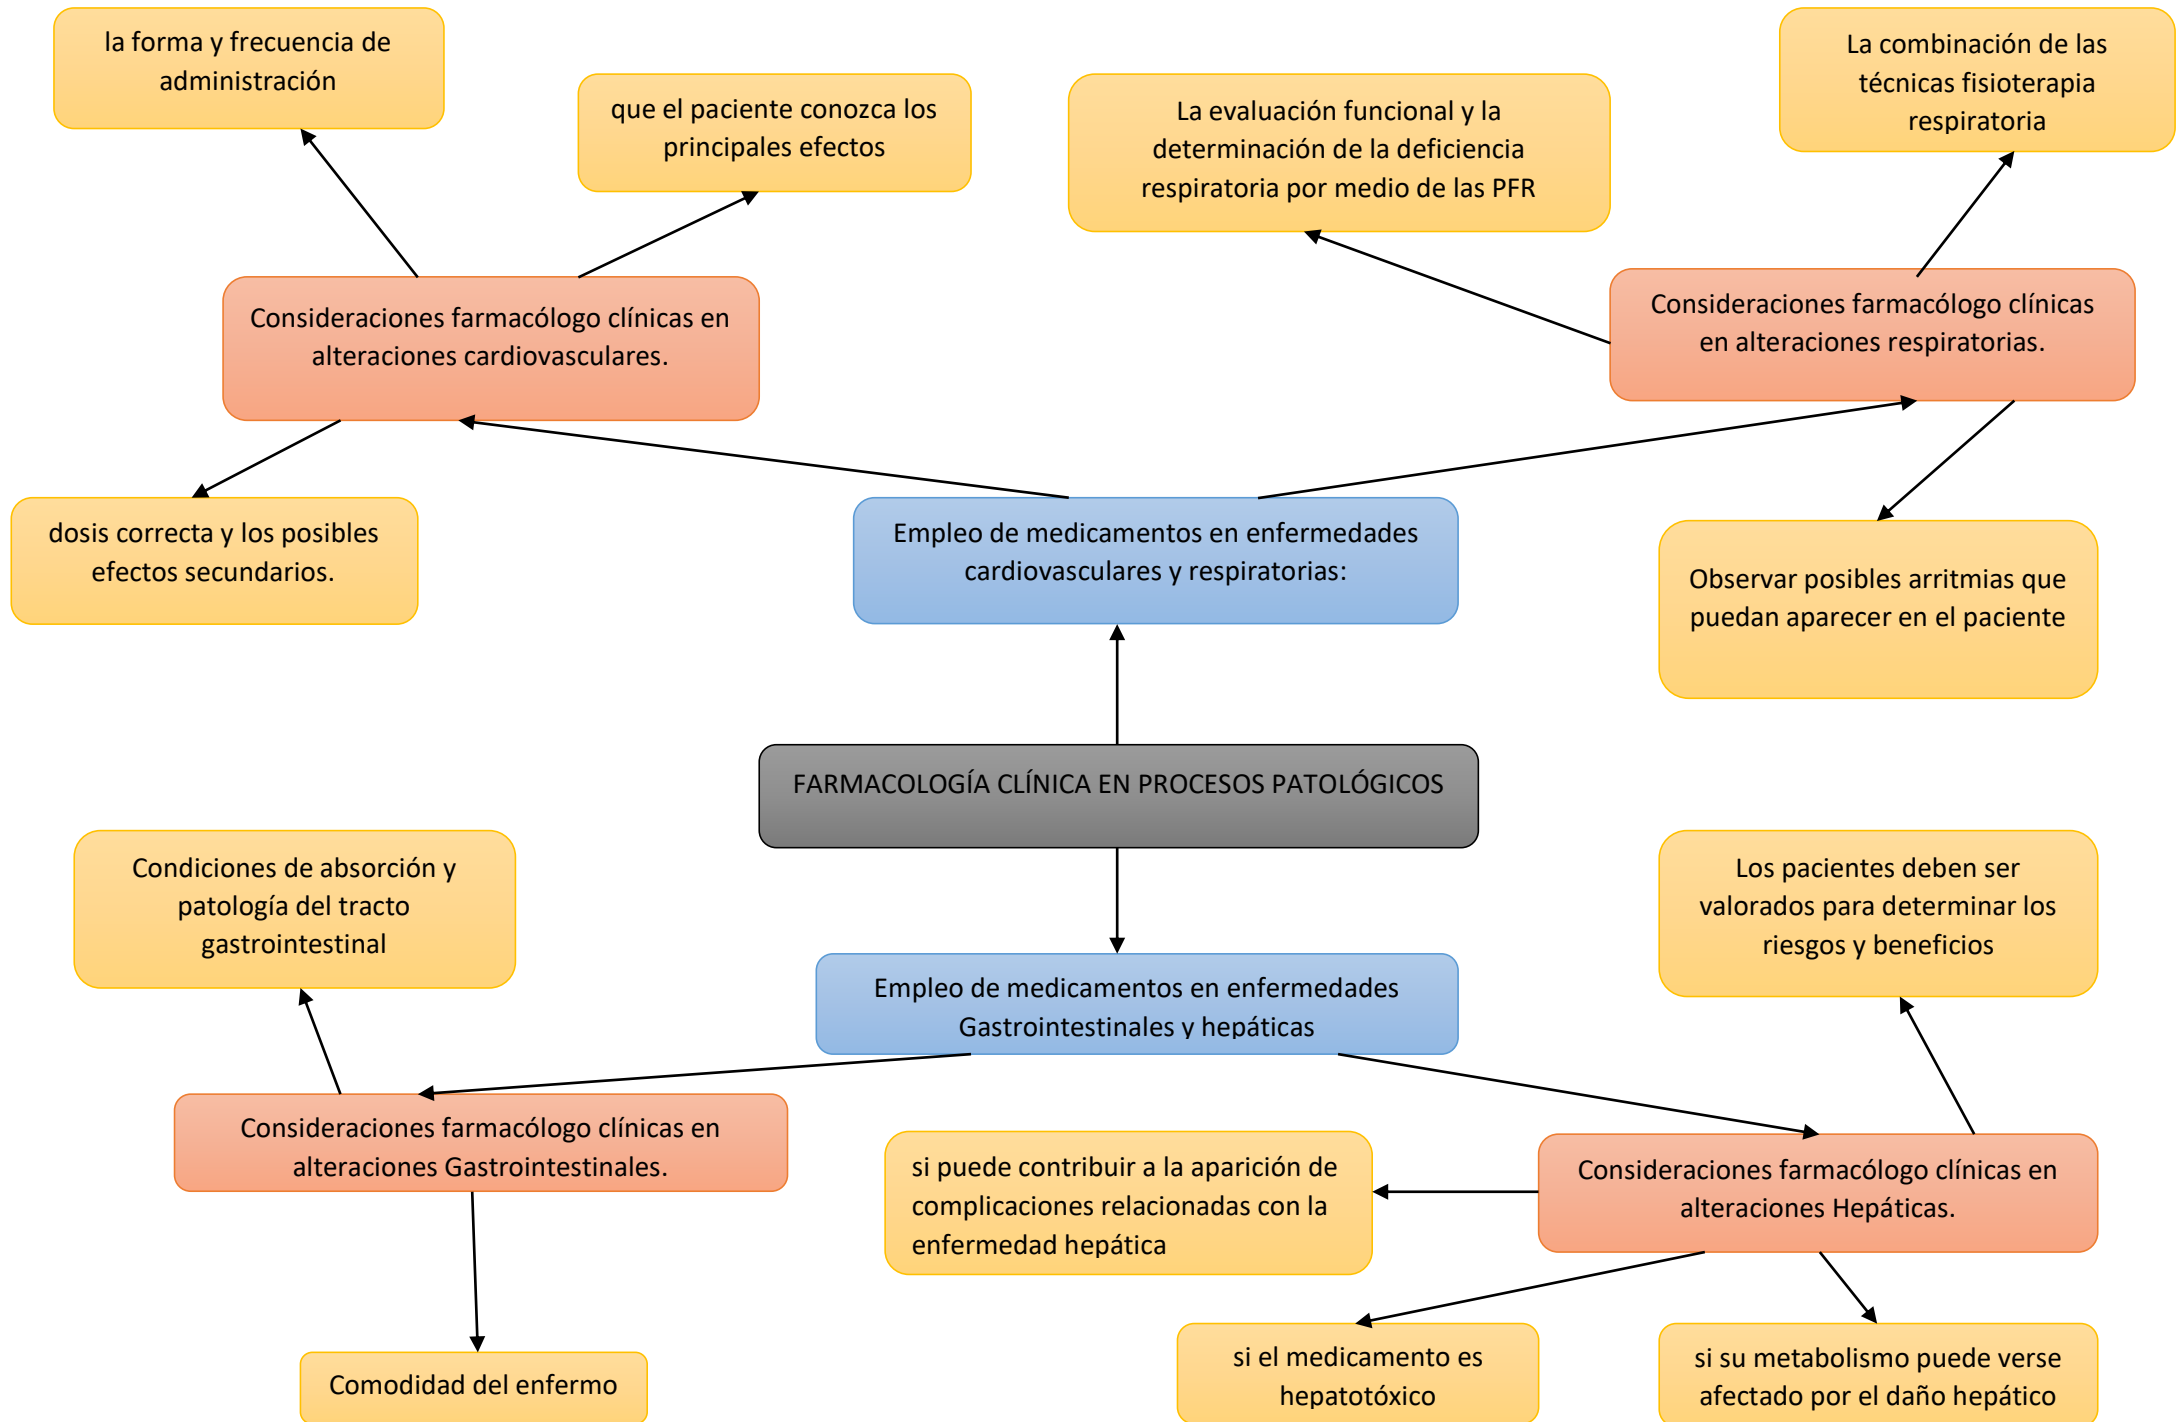 la forma y frecuencia de
administración
que el paciente conozca los
principales efectos
La evaluación funcional y la
determinación de la deficiencia
respiratoria por medio de las PFR
La combinación de las
técnicas fisioterapia
respiratoria
Consideraciones farmacólogo clínicas en
alteraciones cardiovasculares.
Consideraciones farmacólogo clínicas
en alteraciones respiratorias.
dosis correcta y los posibles
efectos secundarios.
Empleo de medicamentos en enfermedades
cardiovasculares y respiratorias:
Observar posibles arritmias que
puedan aparecer en el paciente
FARMACOLOGÍA CLÍNICA EN PROCESOS PATOLÓGICOS
Condiciones de absorción y
patología del tracto
gastrointestinal
Los pacientes deben ser
valorados para determinar los
riesgos y beneficios
Empleo de medicamentos en enfermedades
Gastrointestinales y hepáticas
Consideraciones farmacólogo clínicas en
alteraciones Gastrointestinales.
si puede contribuir a la aparición de
complicaciones relacionadas con la
enfermedad hepática
Consideraciones farmacólogo clínicas en
alteraciones Hepáticas.
Comodidad del enfermo
si el medicamento es
hepatotóxico
si su metabolismo puede verse
afectado por el daño hepático